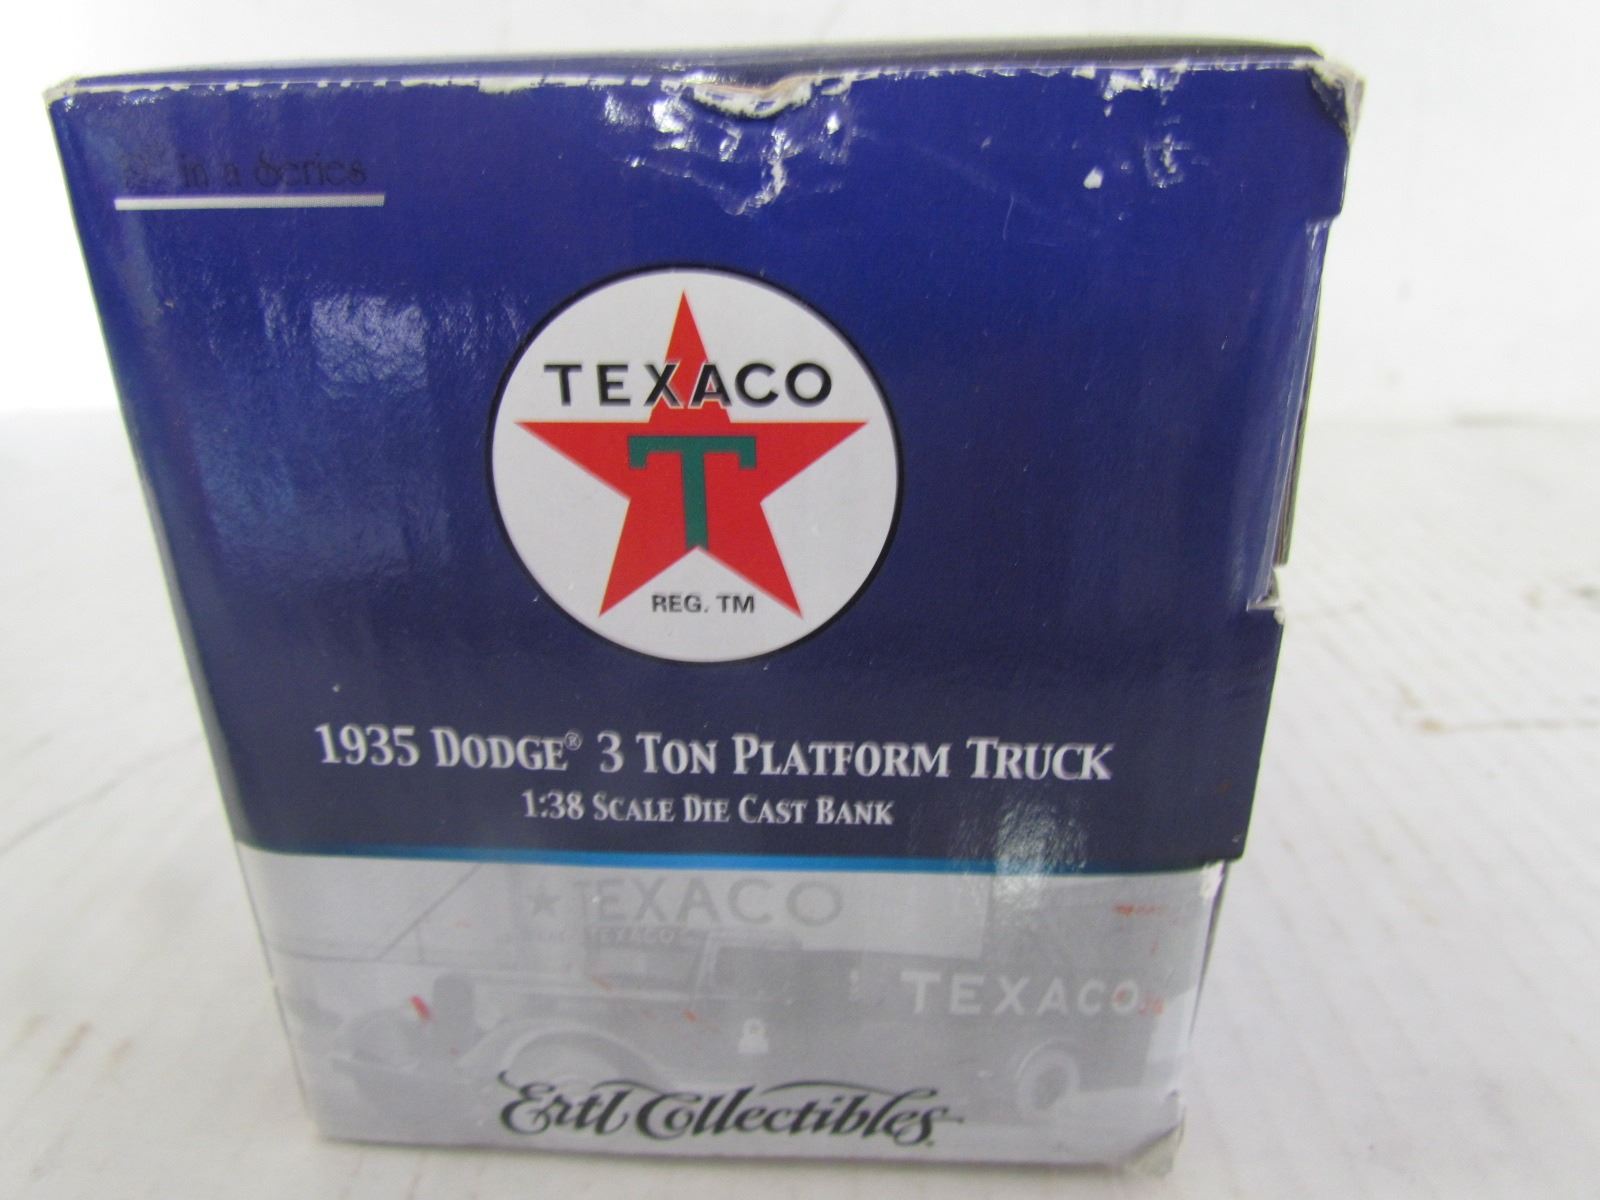 in a Series
TEXACO
T
REG. TM
1935 DODGE® 3 TON PLATFORM TRUCK
1:38 SCALE DIE CAST BANK
TEXACO
TEXACO
TEXACO
Ertl Collectibles